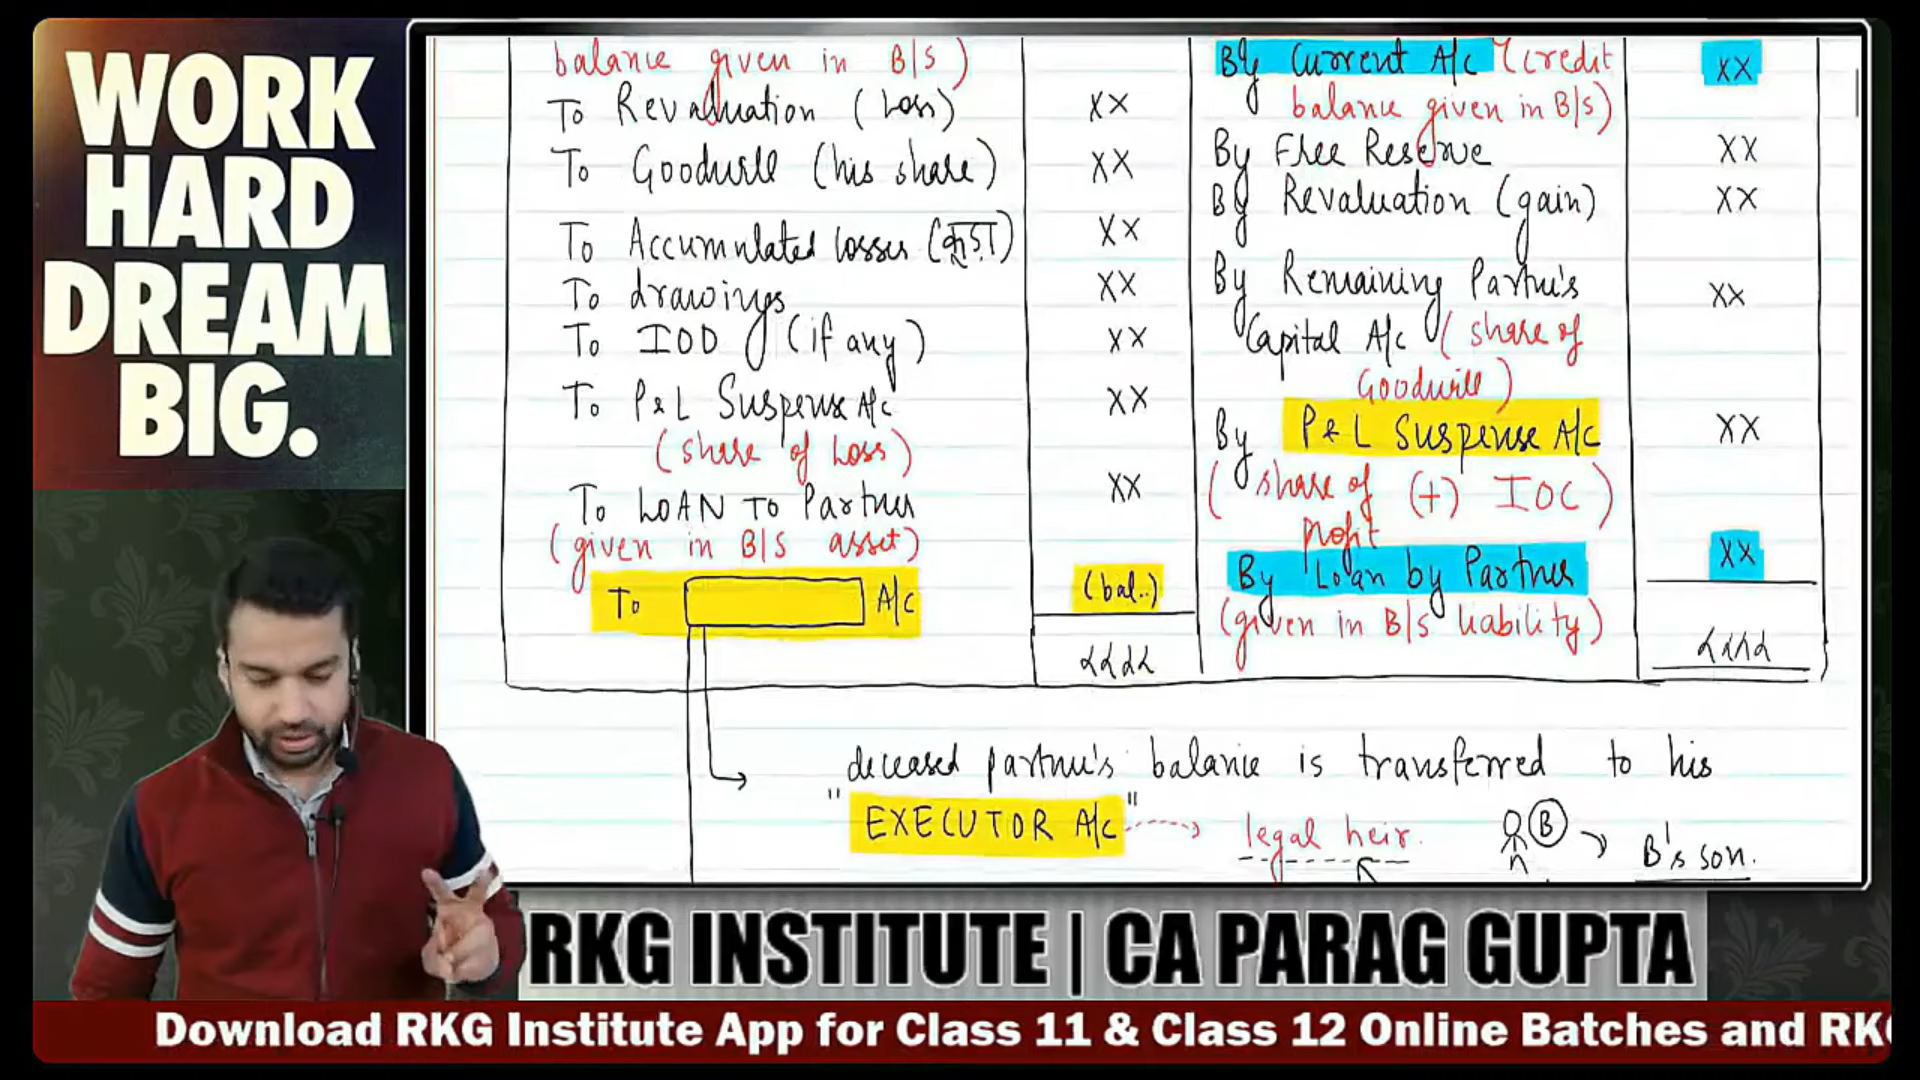 WORK
HARD
DREAM
BIG.
balance given in B/S)
To Revaluation (Loss) XX
To Goodwill (his share) XX
To Accumulated losses ( ) XX
To drawings XX
To IOD (if any) XX
To P&L Suspense A/c XX
(share of Loss)
To LOAN TO Partner XX
(given in B/S asset)
To A/c (bal..)
By Current A/c (credit XX
balance given in B/S)
By Free Reserve XX
By Revaluation (gain) XX
By Remaining Partner's XX
Capital A/c (share of
Goodwill)
By P&L Suspense A/c XX
(share of (+) IOC)
profit
By Loan by Partner XX
(given in B/S liability)
deceased partner's balance is transferred to his
"EXECUTOR A/c" legal heir. B B's son.
RKG INSTITUTE | CA PARAG GUPTA
Download RKG Institute App for Class 11 & Class 12 Online Batches and RK